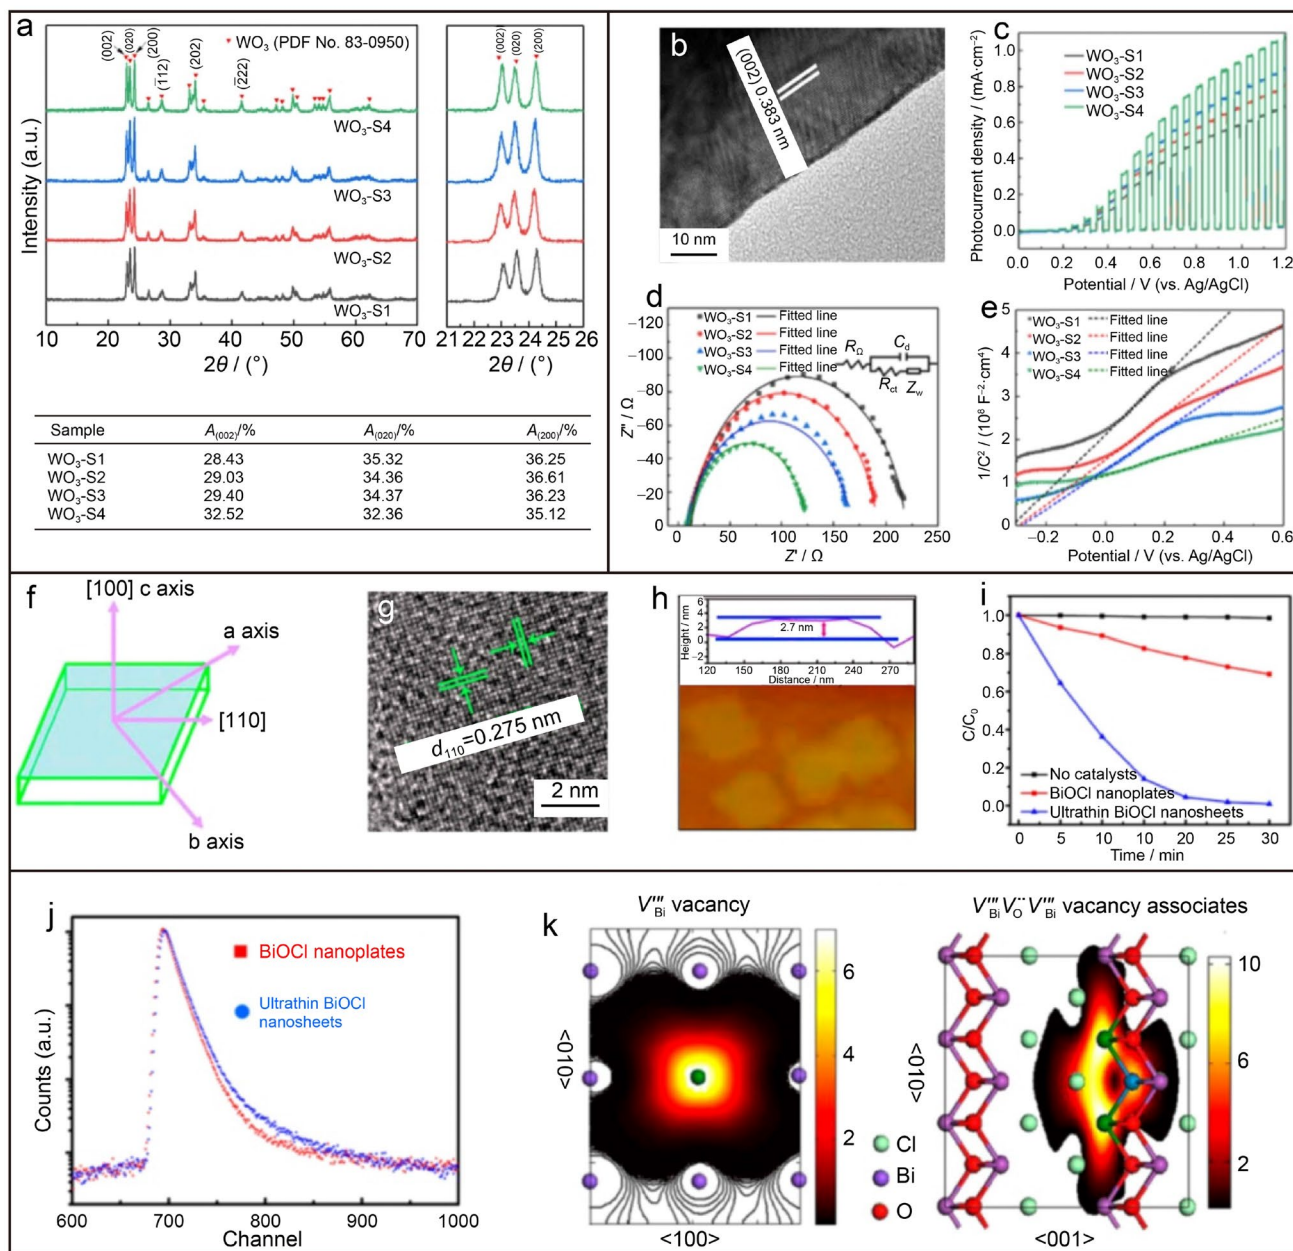 a
(002)
(020)
(200)
(1̄12)
(202)
(2̄22)
WO₃ (PDF No. 83-0950)
(002)
(020)
(200)
WO₃-S4
WO₃-S3
WO₃-S2
WO₃-S1
Intensity (a.u.)
10 20 30 40 50 60 70
2θ / (°)
21 22 23 24 25 26
2θ / (°)
Sample A(002)/% A(020)/% A(200)/%
WO₃-S1 28.43 35.32 36.25
WO₃-S2 29.03 34.36 36.61
WO₃-S3 29.40 34.37 36.23
WO₃-S4 32.52 32.36 35.12
b
(002) 0.383 nm
10 nm
c
WO₃-S1
WO₃-S2
WO₃-S3
WO₃-S4
Photocurrent density / (mA·cm⁻²)
1.0
0.8
0.6
0.4
0.2
0.0
0.0 0.2 0.4 0.6 0.8 1.0 1.2
Potential / V (vs. Ag/AgCl)
d
WO₃-S1 Fitted line
WO₃-S2 Fitted line
WO₃-S3 Fitted line
WO₃-S4 Fitted line
RΩ
Cd
Rct
Zw
Z″ / Ω
−120
−100
−80
−60
−40
−20
0
0 50 100 150 200 250
Z′ / Ω
e
WO₃-S1 Fitted line
WO₃-S2 Fitted line
WO₃-S3 Fitted line
WO₃-S4 Fitted line
1/C² / (10⁸ F⁻²·cm⁴)
5
4
3
2
1
0
−0.2 0.0 0.2 0.4 0.6
Potential / V (vs. Ag/AgCl)
f
[100] c axis
a axis
[110]
b axis
g
d₁₁₀=0.275 nm
2 nm
h
Height / nm
6
4
2
0
−2
2.7 nm
120 150 180 210 240 270
Distance / nm
i
C/C₀
1.0
0.8
0.6
0.4
0.2
0.0
No catalysts
BiOCl nanoplates
Ultrathin BiOCl nanosheets
0 5 10 10 20 25 30
Time / min
j
BiOCl nanoplates
Ultrathin BiOCl
nanosheets
Counts (a.u.)
600 700 800 900 1000
Channel
k
V‴Bi vacancy
<010>
<100>
6
4
2
V‴Bi V··O V‴Bi vacancy associates
<010>
<001>
10
6
2
Cl
Bi
O